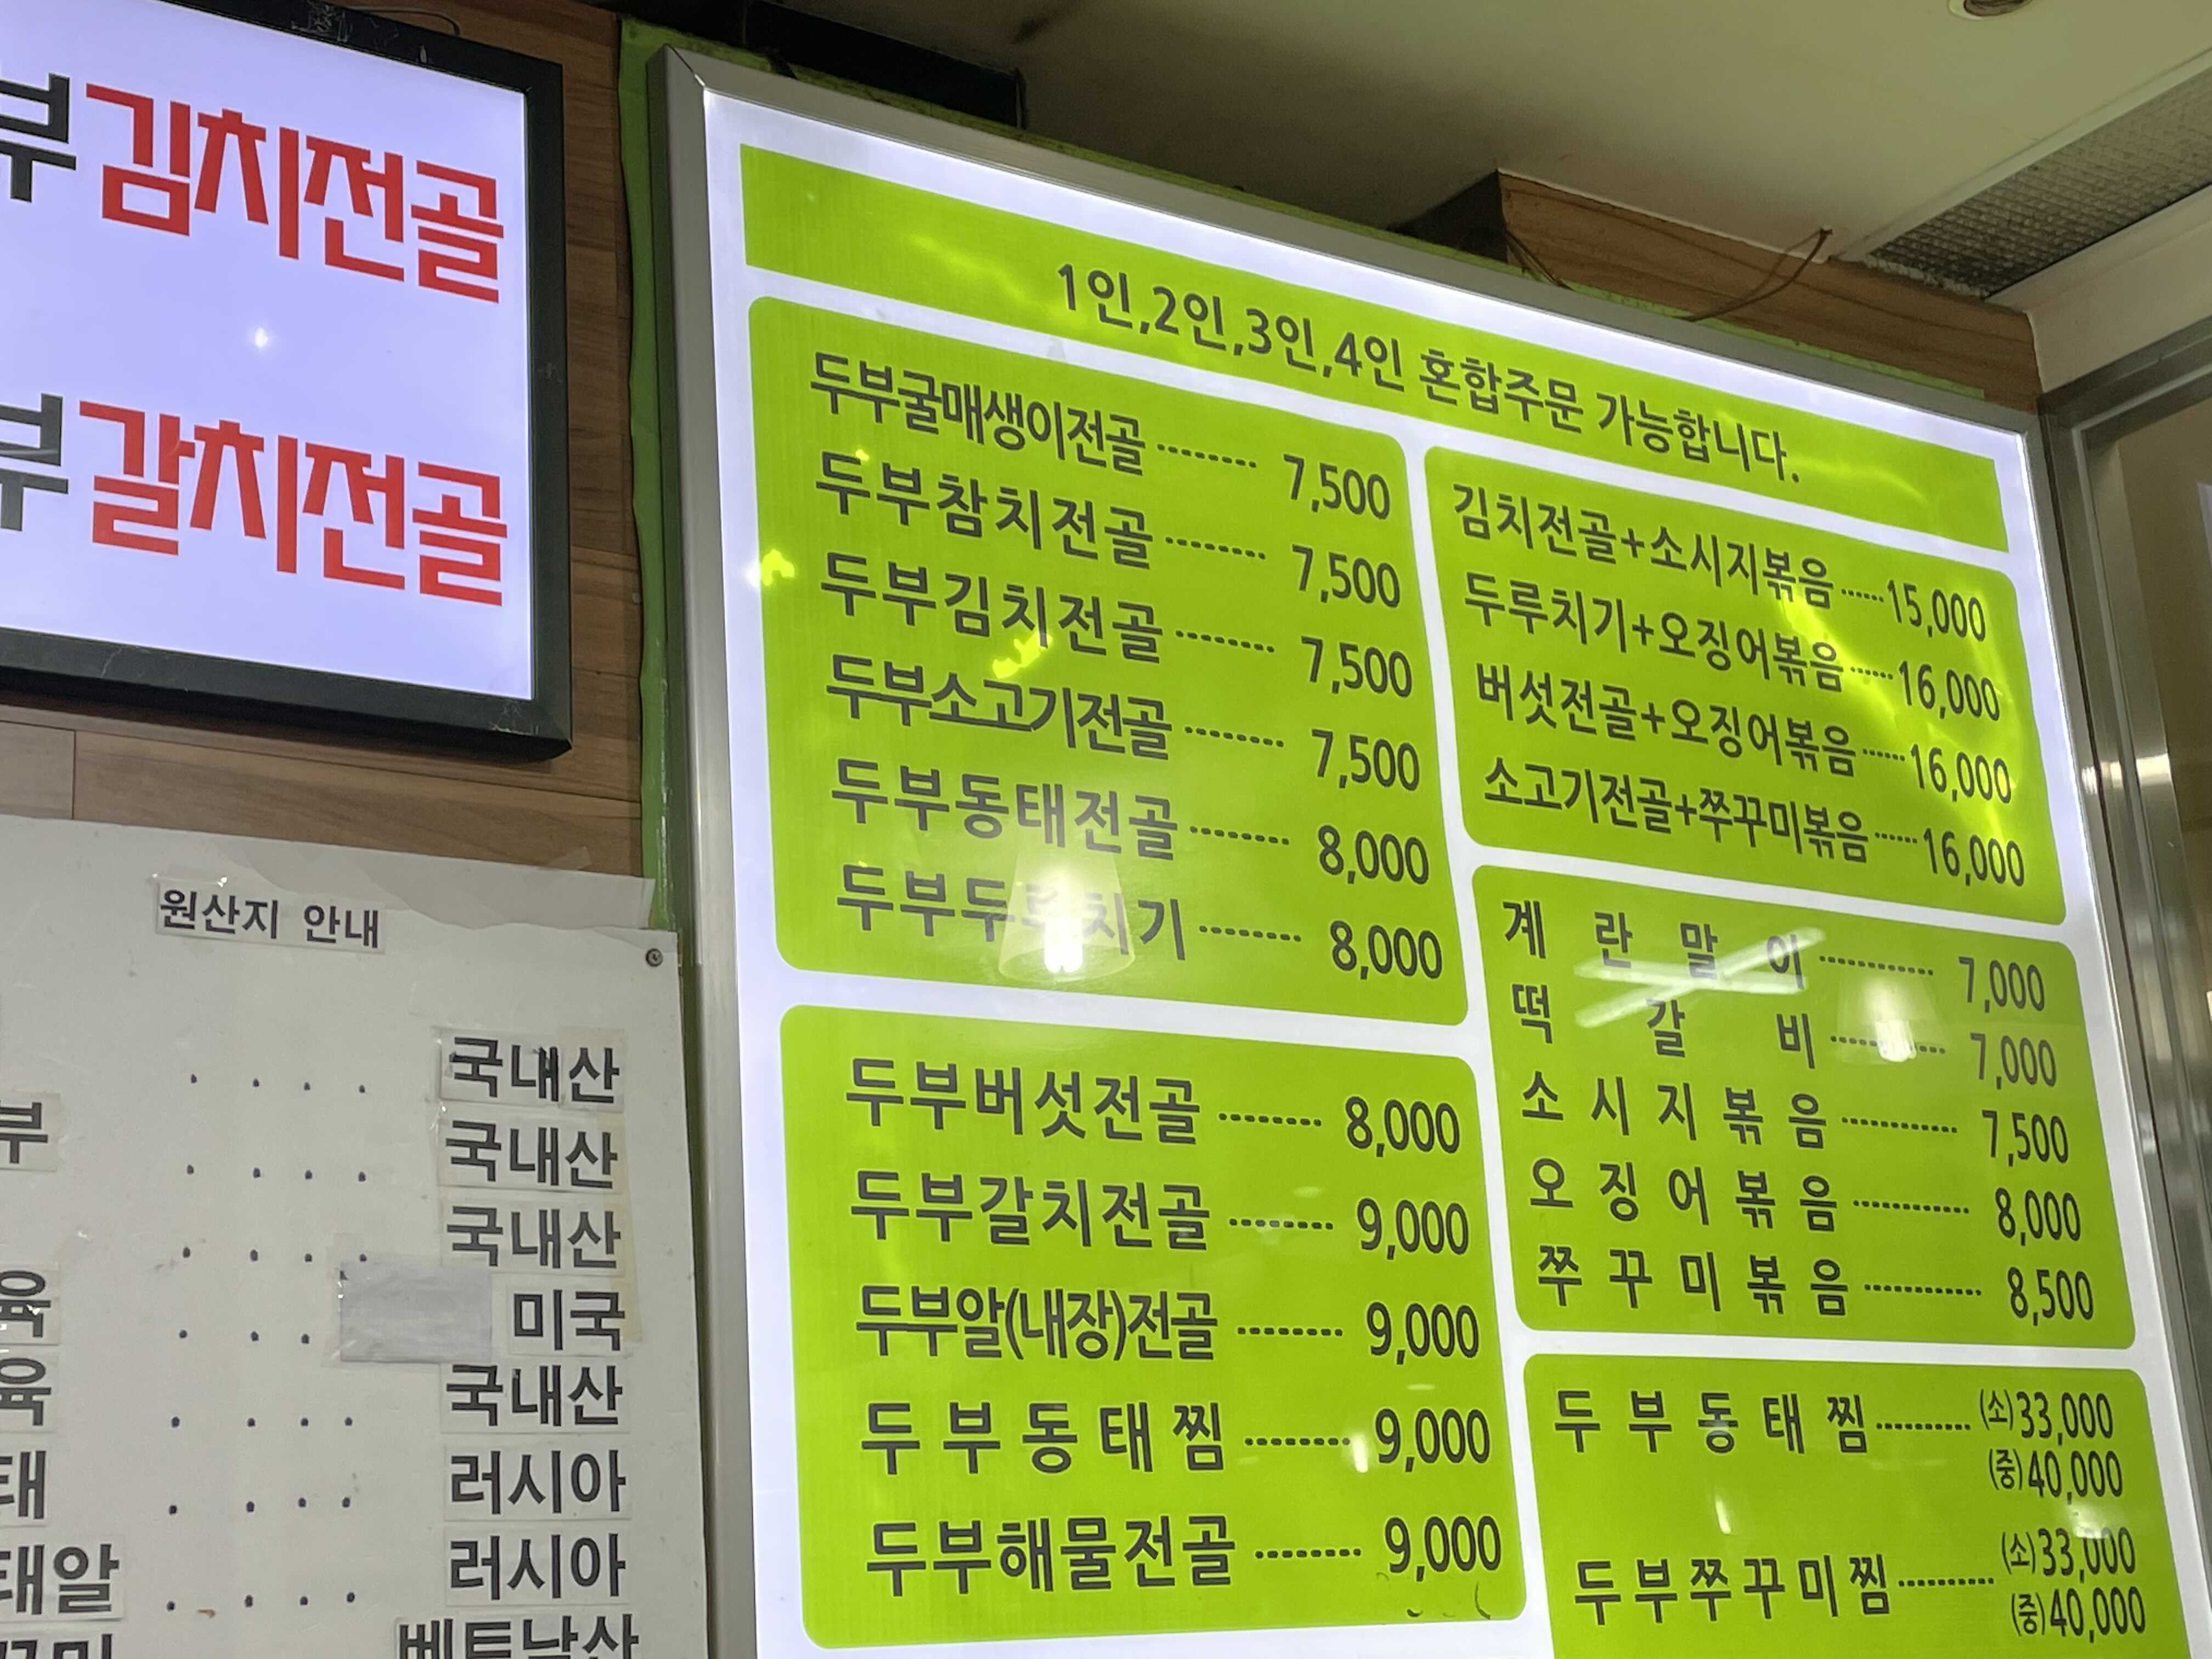 부김치전골
부갈치전골
원산지 안내
국내산
부 .... 국내산
국내산
육 ... 미국
육 .... 국내산
태 .... 러시아
태알 .... 러시아
베트남산
1인,2인,3인,4인 혼합주문 가능합니다.
두부굴매생이전골 ········ 7,500
두부참치전골 ········ 7,500
두부김치전골 ········ 7,500
두부소고기전골 ········ 7,500
두부동태전골 ········ 8,000
두부두루치기 ········ 8,000
두부버섯전골 ········ 8,000
두부갈치전골 ········ 9,000
두부알(내장)전골 ········ 9,000
두부동태찜 ········ 9,000
두부해물전골 ········ 9,000
김치전골+소시지볶음 ······ 15,000
두루치기+오징어볶음 ······ 16,000
버섯전골+오징어볶음 ······ 16,000
소고기전골+쭈꾸미볶음 ······ 16,000
계란말이 ··········· 7,000
떡갈비 ··········· 7,000
소시지볶음 ··········· 7,500
오징어볶음 ··········· 8,000
쭈꾸미볶음 ··········· 8,500
두부동태찜 ········· (소)33,000
(중)40,000
두부쭈꾸미찜 ········· (소)33,000
(중)40,000